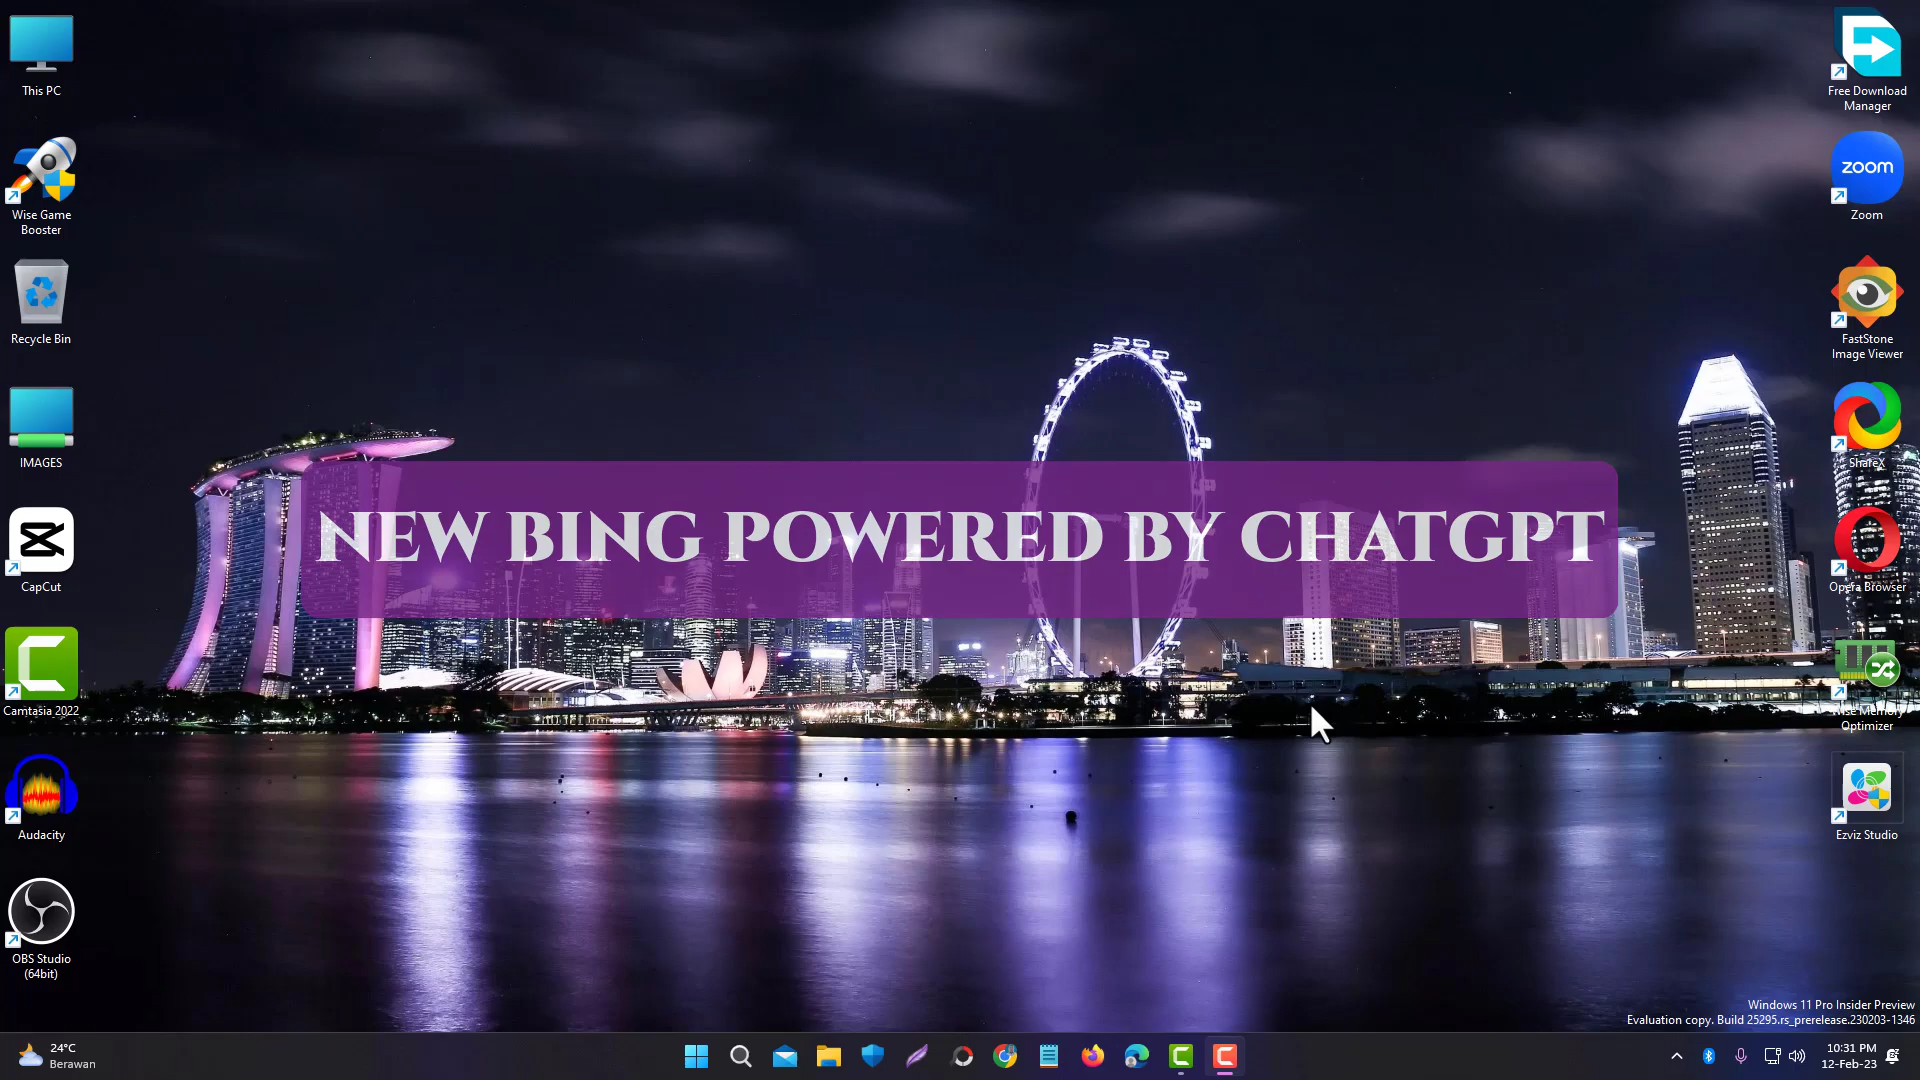 This PC
Wise Game
Booster
Recycle Bin
IMAGES
CapCut
Camtasia 2022
Audacity
OBS Studio
(64bit)
NEW BING POWERED BY CHATGPT
Free Download
Manager
zoom
Zoom
FastStone
Image Viewer
ShareX
Opera Browser
Wise Memory
Optimizer
Ezviz Studio
Windows 11 Pro Insider Preview
Evaluation copy. Build 25295.rs_prerelease.230203-1346
24°C
Berawan
10:31 PM
12-Feb-23